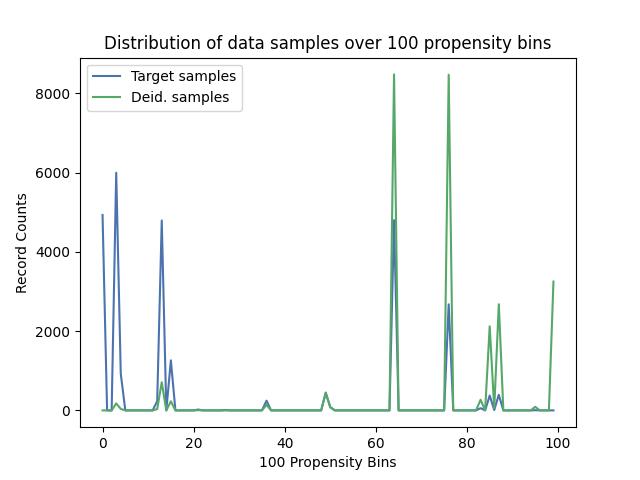 Distribution of data samples over 100 propensity bins
Target samples
Deid. samples
8000
6000
4000
2000
0
Record Counts
0 20 40 60 80 100
100 Propensity Bins